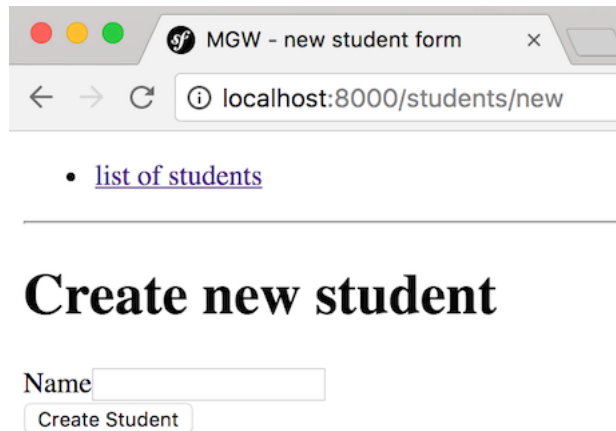 MGW - new student form
localhost:8000/students/new
list of students
Create new student
Name
Create Student